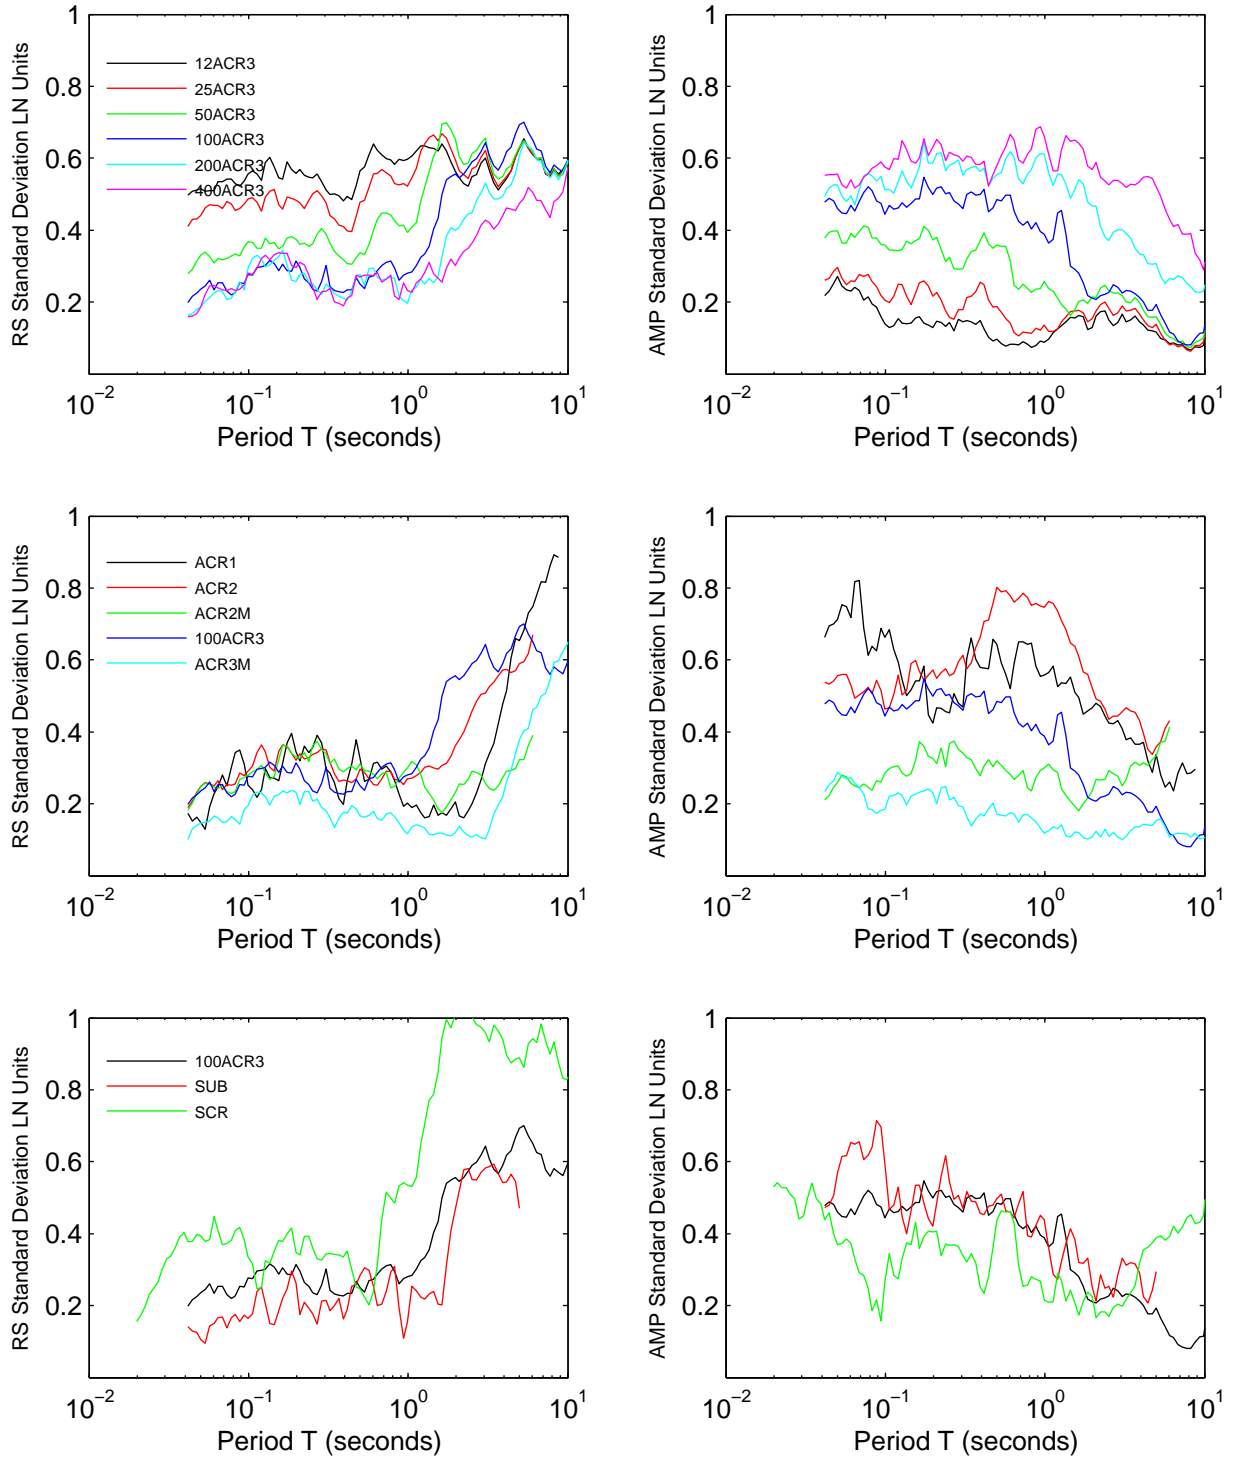 1
0.8
0.6
0.4
0.2
RS Standard Deviation LN Units
12ACR3
25ACR3
50ACR3
100ACR3
200ACR3
400ACR3
10⁻² 10⁻¹ 10⁰ 10¹
Period T (seconds)
1
0.8
0.6
0.4
0.2
AMP Standard Deviation LN Units
10⁻² 10⁻¹ 10⁰ 10¹
Period T (seconds)
1
0.8
0.6
0.4
0.2
RS Standard Deviation LN Units
ACR1
ACR2
ACR2M
100ACR3
ACR3M
10⁻² 10⁻¹ 10⁰ 10¹
Period T (seconds)
1
0.8
0.6
0.4
0.2
AMP Standard Deviation LN Units
10⁻² 10⁻¹ 10⁰ 10¹
Period T (seconds)
1
0.8
0.6
0.4
0.2
RS Standard Deviation LN Units
100ACR3
SUB
SCR
10⁻² 10⁻¹ 10⁰ 10¹
Period T (seconds)
1
0.8
0.6
0.4
0.2
AMP Standard Deviation LN Units
10⁻² 10⁻¹ 10⁰ 10¹
Period T (seconds)